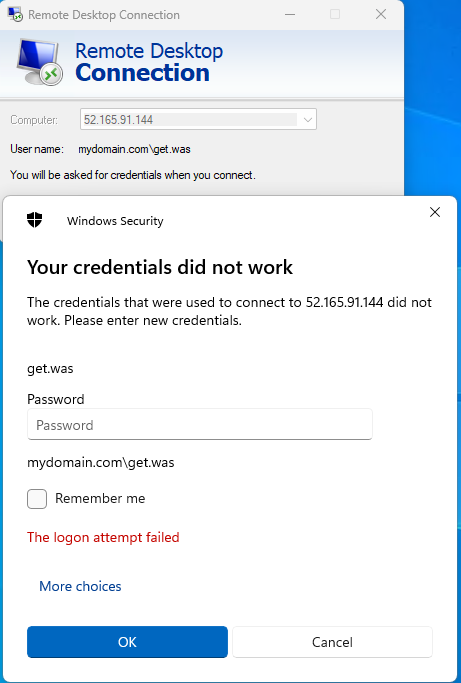 Remote Desktop Connection
Remote Desktop
Connection
Computer: 52.165.91.144
User name: mydomain.com\get.was
You will be asked for credentials when you connect.
Windows Security
Your credentials did not work
The credentials that were used to connect to 52.165.91.144 did not
work. Please enter new credentials.
get.was
Password
Password
mydomain.com\get.was
Remember me
The logon attempt failed
More choices
OK Cancel